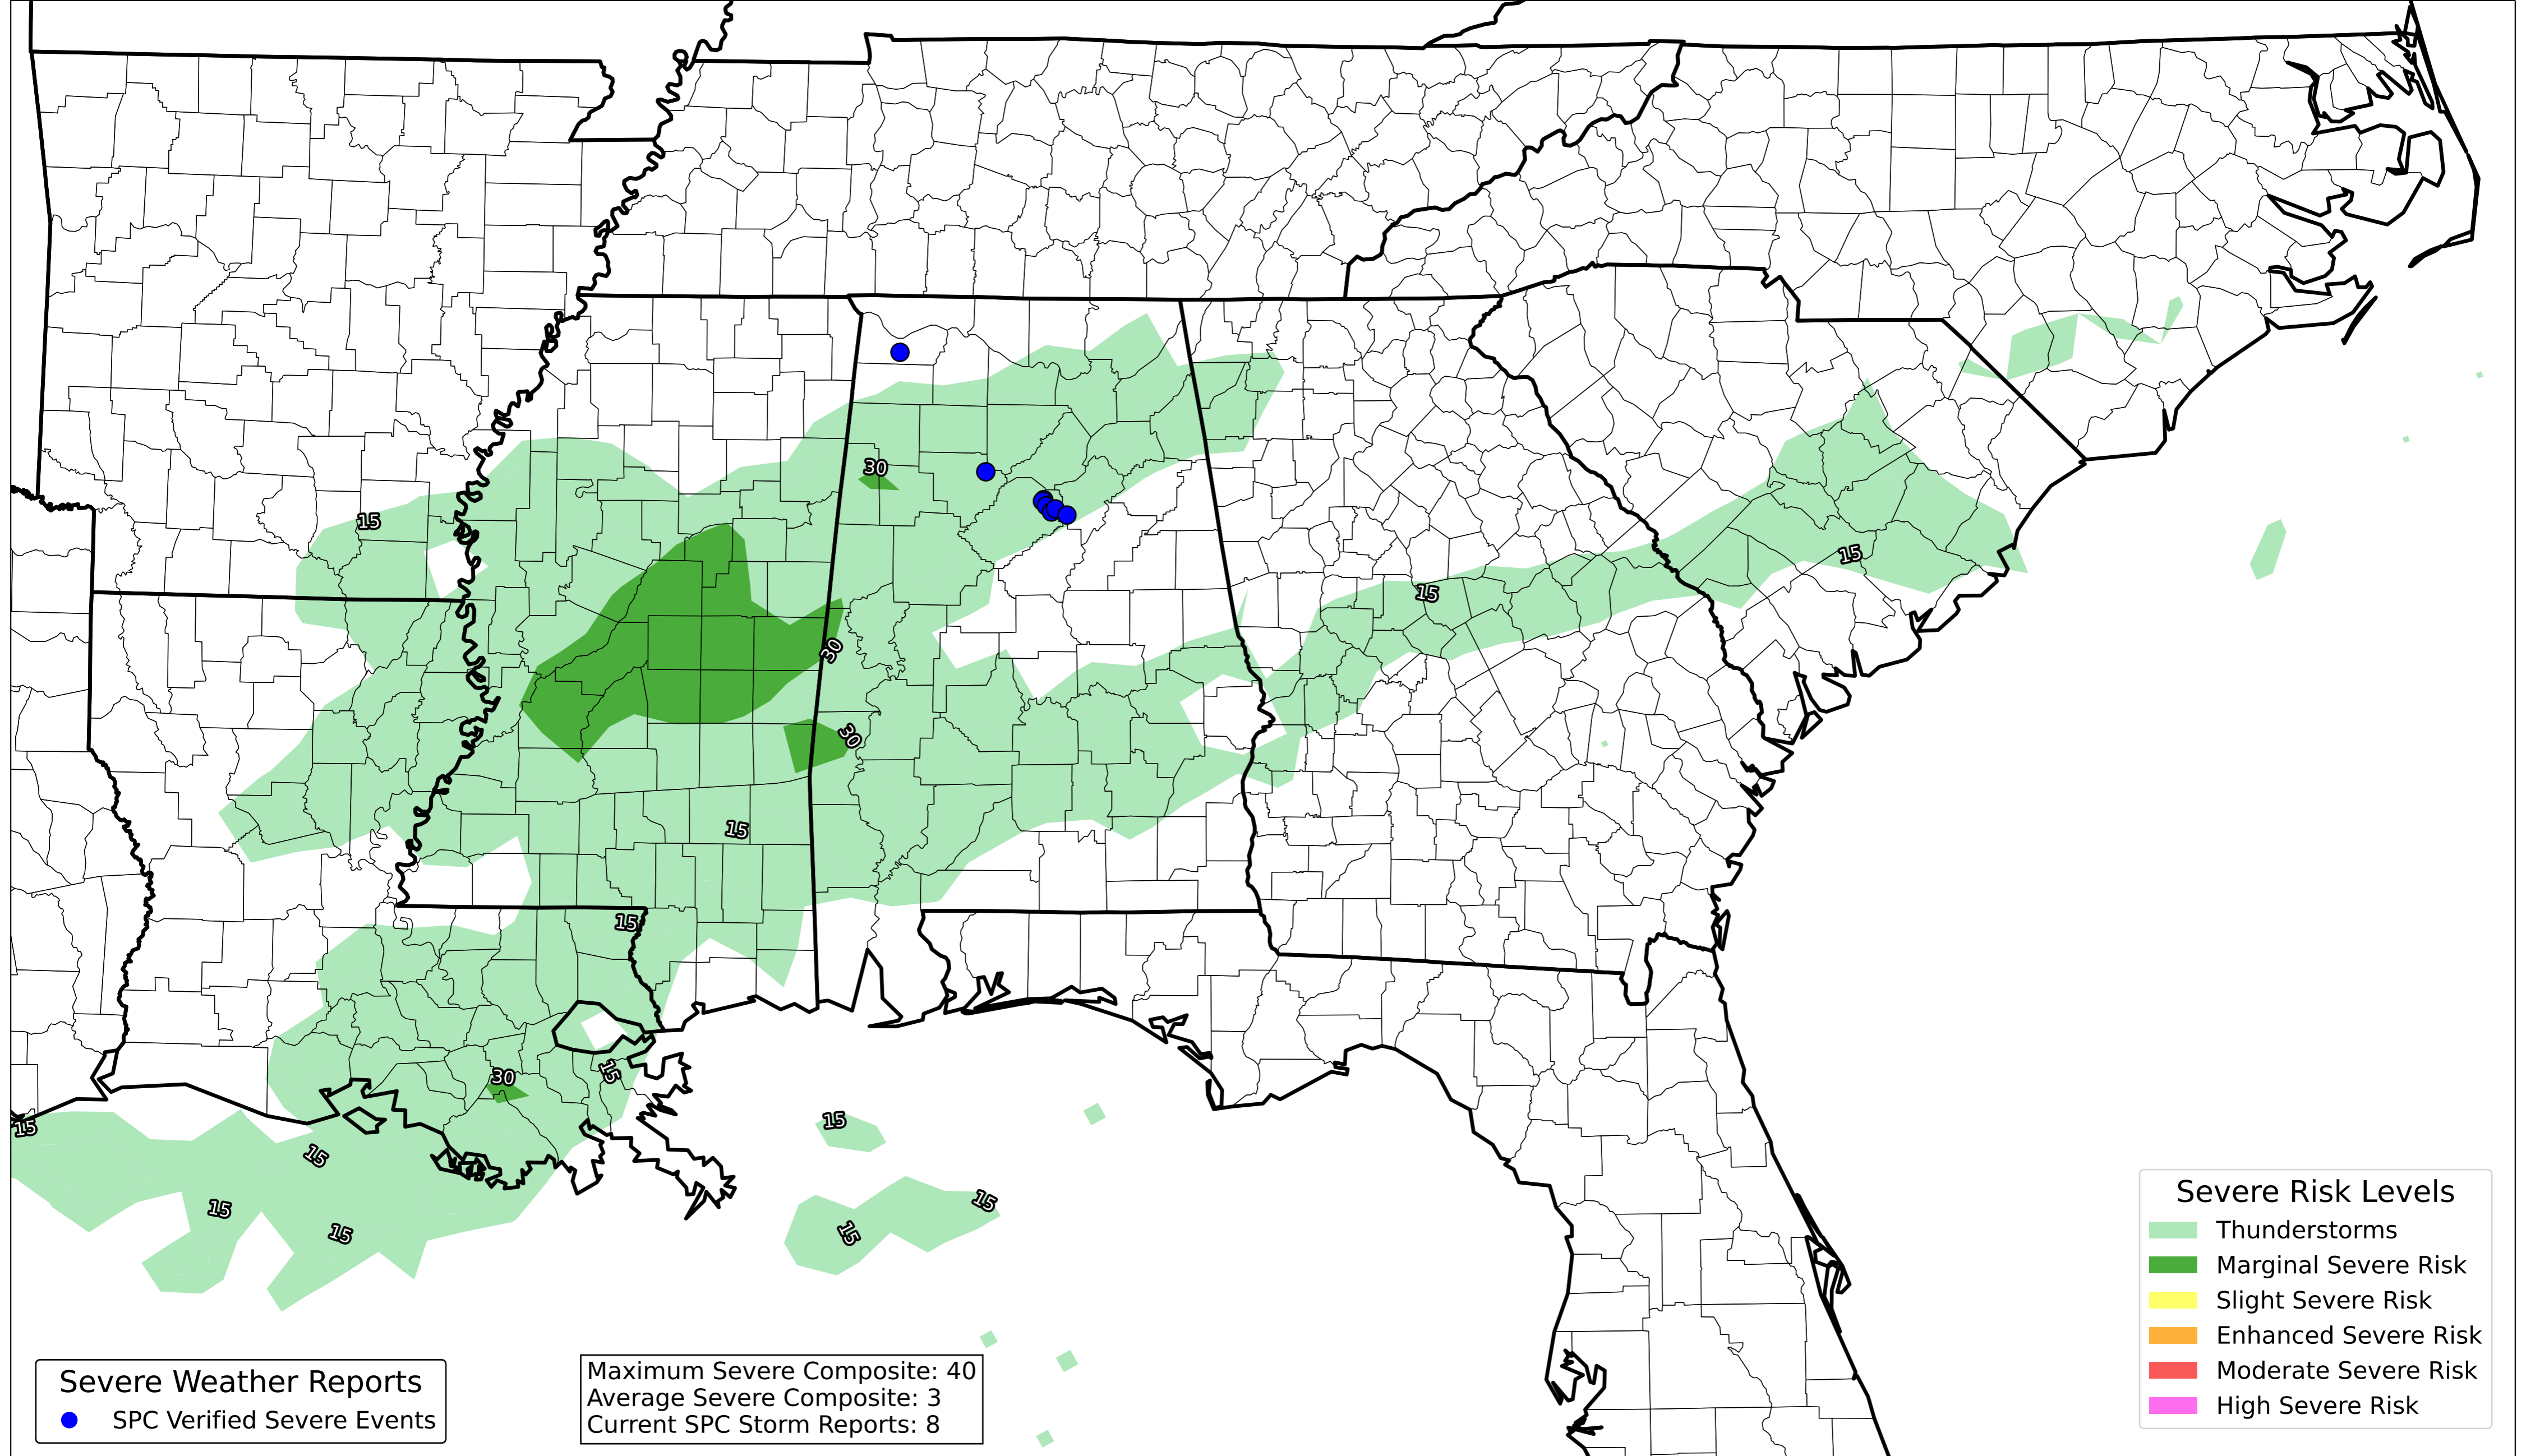 30
15
15
15
30
30
15
15
30
15
15
15
15
15
15
15
15
Severe Risk Levels
Thunderstorms
Marginal Severe Risk
Slight Severe Risk
Enhanced Severe Risk
Moderate Severe Risk
High Severe Risk
Severe Weather Reports
SPC Verified Severe Events
Maximum Severe Composite: 40
Average Severe Composite: 3
Current SPC Storm Reports: 8